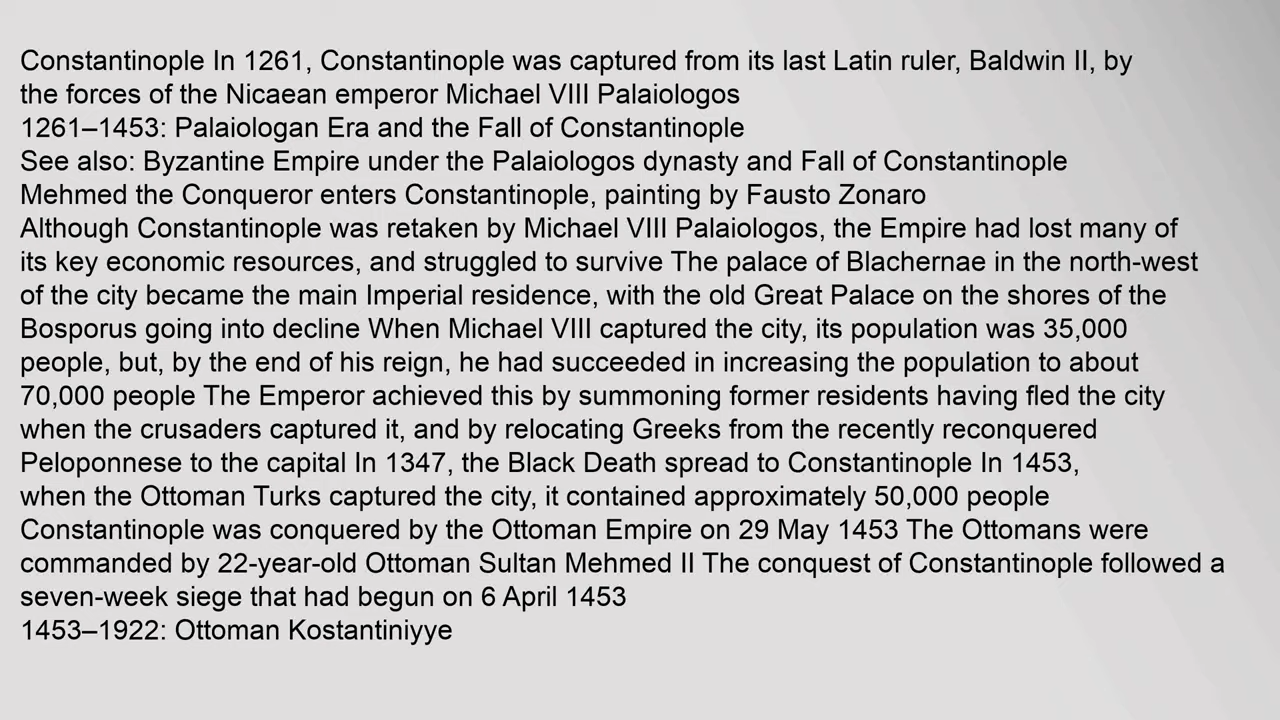 Constantinople In 1261, Constantinople was captured from its last Latin ruler, Baldwin II, by
the forces of the Nicaean emperor Michael VIII Palaiologos
1261–1453: Palaiologan Era and the Fall of Constantinople
See also: Byzantine Empire under the Palaiologos dynasty and Fall of Constantinople
Mehmed the Conqueror enters Constantinople, painting by Fausto Zonaro
Although Constantinople was retaken by Michael VIII Palaiologos, the Empire had lost many of
its key economic resources, and struggled to survive The palace of Blachernae in the north-west
of the city became the main Imperial residence, with the old Great Palace on the shores of the
Bosporus going into decline When Michael VIII captured the city, its population was 35,000
people, but, by the end of his reign, he had succeeded in increasing the population to about
70,000 people The Emperor achieved this by summoning former residents having fled the city
when the crusaders captured it, and by relocating Greeks from the recently reconquered
Peloponnese to the capital In 1347, the Black Death spread to Constantinople In 1453,
when the Ottoman Turks captured the city, it contained approximately 50,000 people
Constantinople was conquered by the Ottoman Empire on 29 May 1453 The Ottomans were
commanded by 22-year-old Ottoman Sultan Mehmed II The conquest of Constantinople followed a
seven-week siege that had begun on 6 April 1453
1453–1922: Ottoman Kostantiniyye